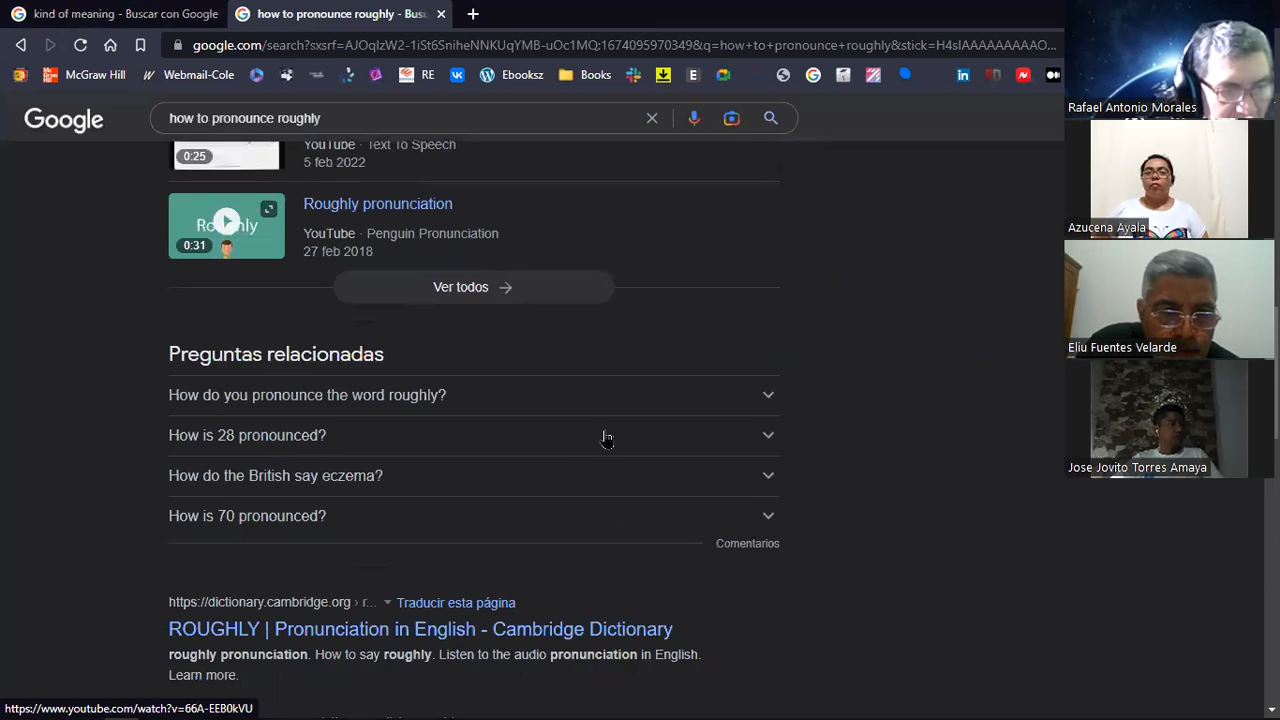 kind of meaning - Buscar con Google
how to pronounce roughly - Bus
google.com/search?sxsrf=AJOqlzW2-1iSt6SniheNNKUqYMB-uOc1MQ:1674095970349&q=how+to+pronounce+roughly&stick=H4sIAAAAAAAAAO...
McGraw Hill
Webmail-Cole
RE
Ebooksz
Books
Google
how to pronounce roughly
0:25
YouTube · Text To Speech
5 feb 2022
Roughly
0:31
Roughly pronunciation
YouTube · Penguin Pronunciation
27 feb 2018
Ver todos
Preguntas relacionadas
How do you pronounce the word roughly?
How is 28 pronounced?
How do the British say eczema?
How is 70 pronounced?
Comentarios
https://dictionary.cambridge.org › r... Traducir esta página
ROUGHLY | Pronunciation in English - Cambridge Dictionary
roughly pronunciation. How to say roughly. Listen to the audio pronunciation in English.
Learn more.
https://www.youtube.com/watch?v=66A-EEB0kVU
Rafael Antonio Morales
Azucena Ayala
Eliu Fuentes Velarde
Jose Jovito Torres Amaya